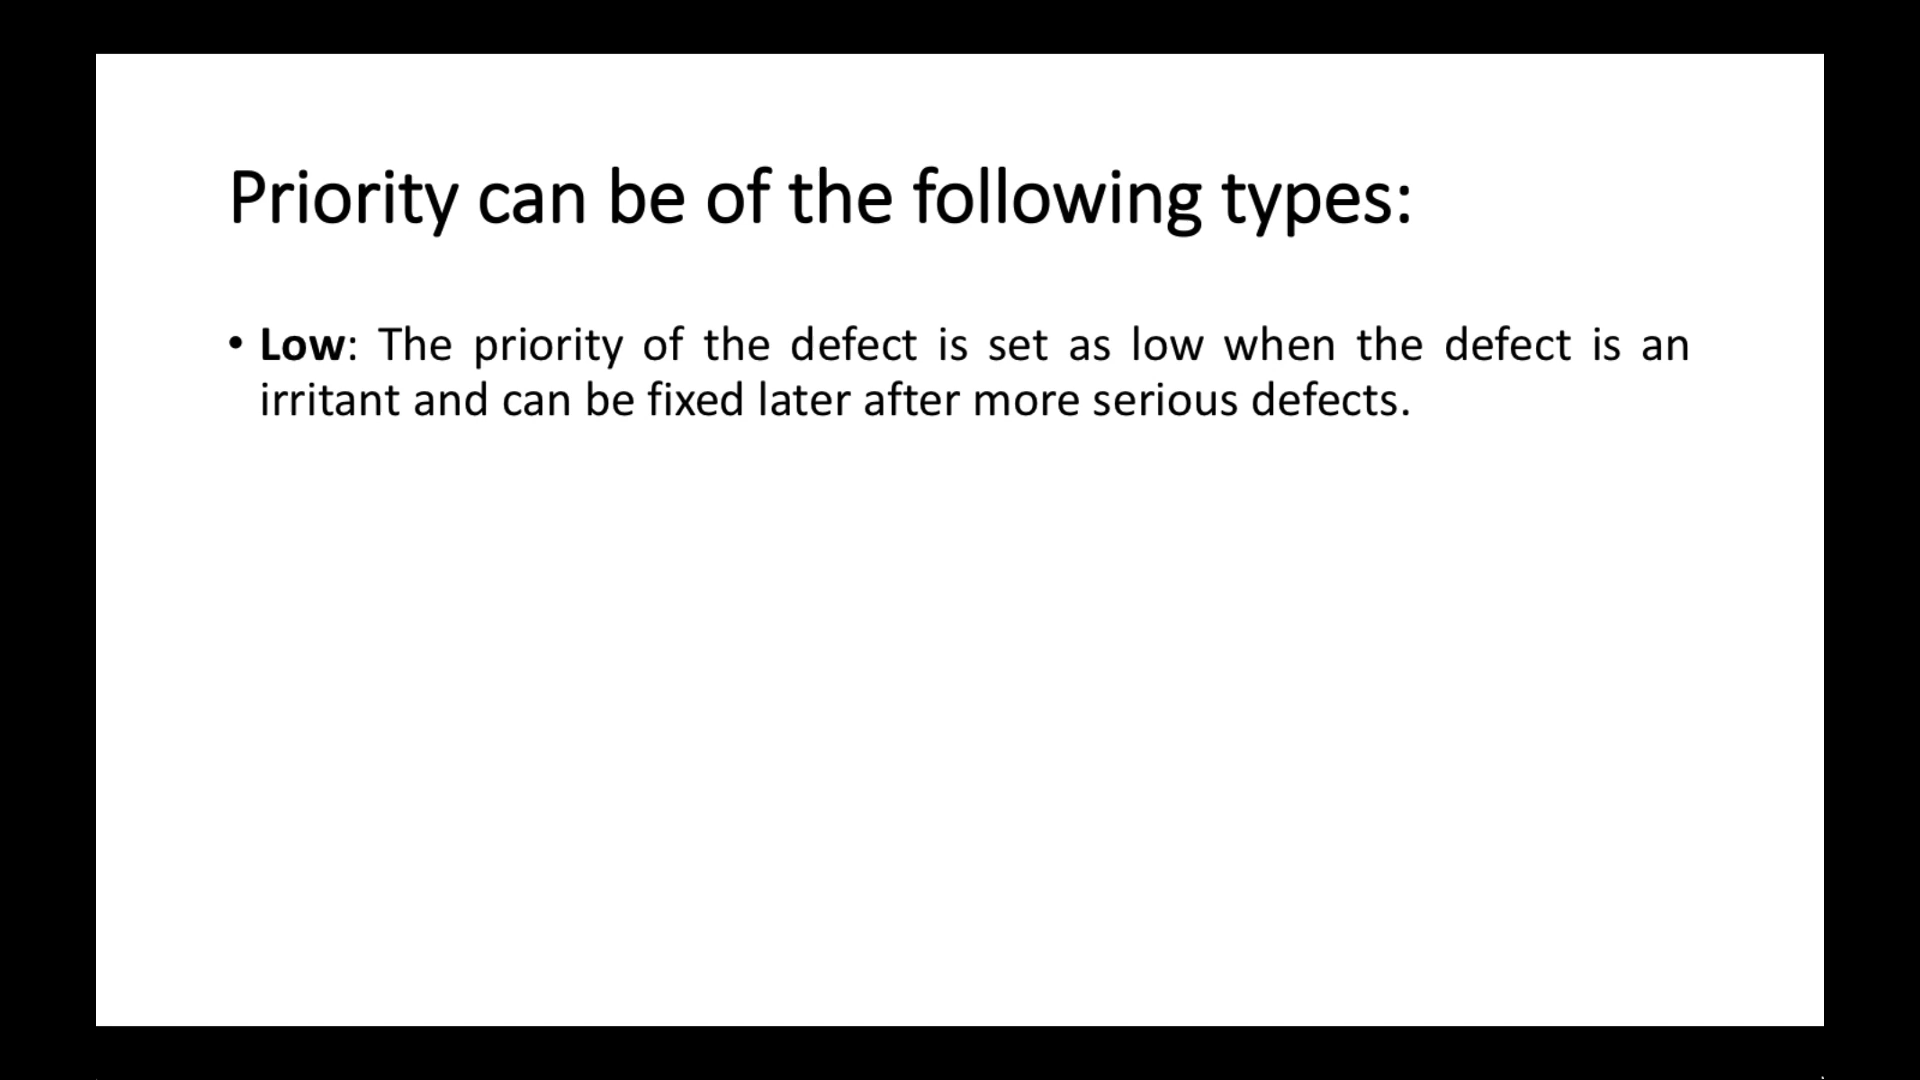 Priority can be of the following types:
• Low: The priority of the defect is set as low when the defect is an
irritant and can be fixed later after more serious defects.